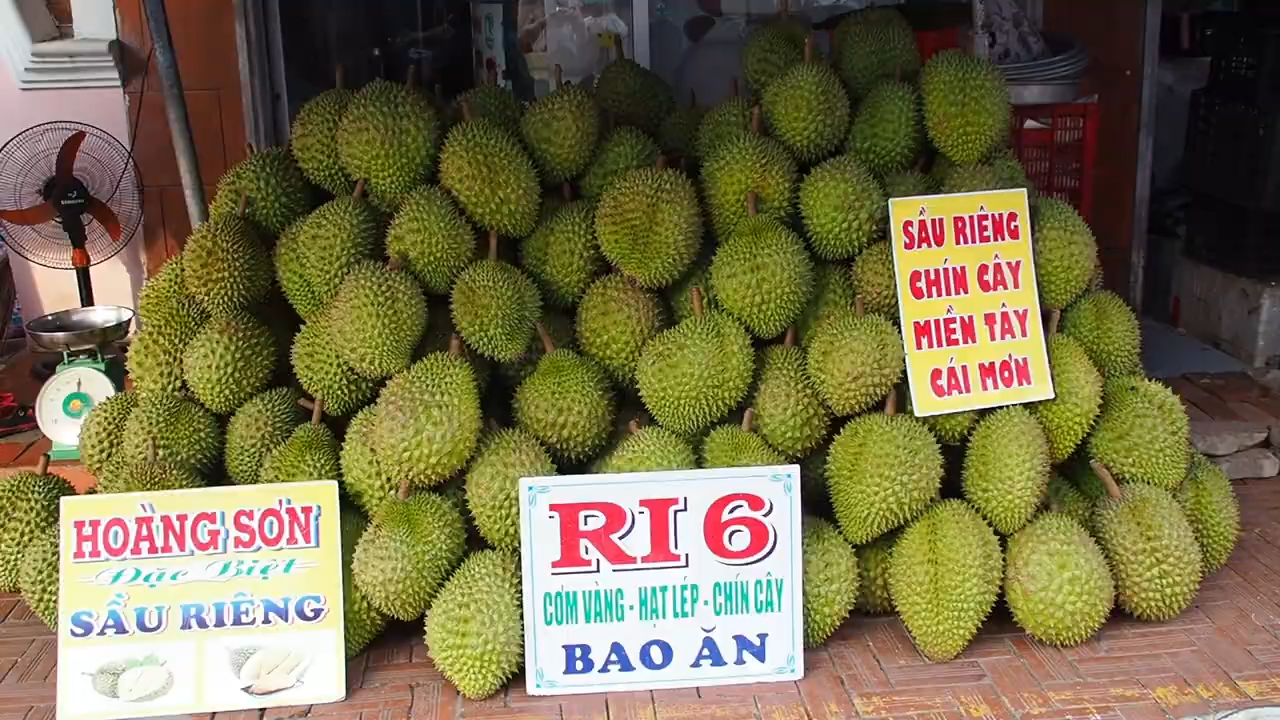 SẦU RIÊNG
CHÍN CÂY
MIỀN TÂY
CÁI MƠN
HOÀNG SƠN
Đặc Biệt
SẦU RIÊNG
RI 6
CƠM VÀNG - HẠT LÉP - CHÍN CÂY
BAO ĂN